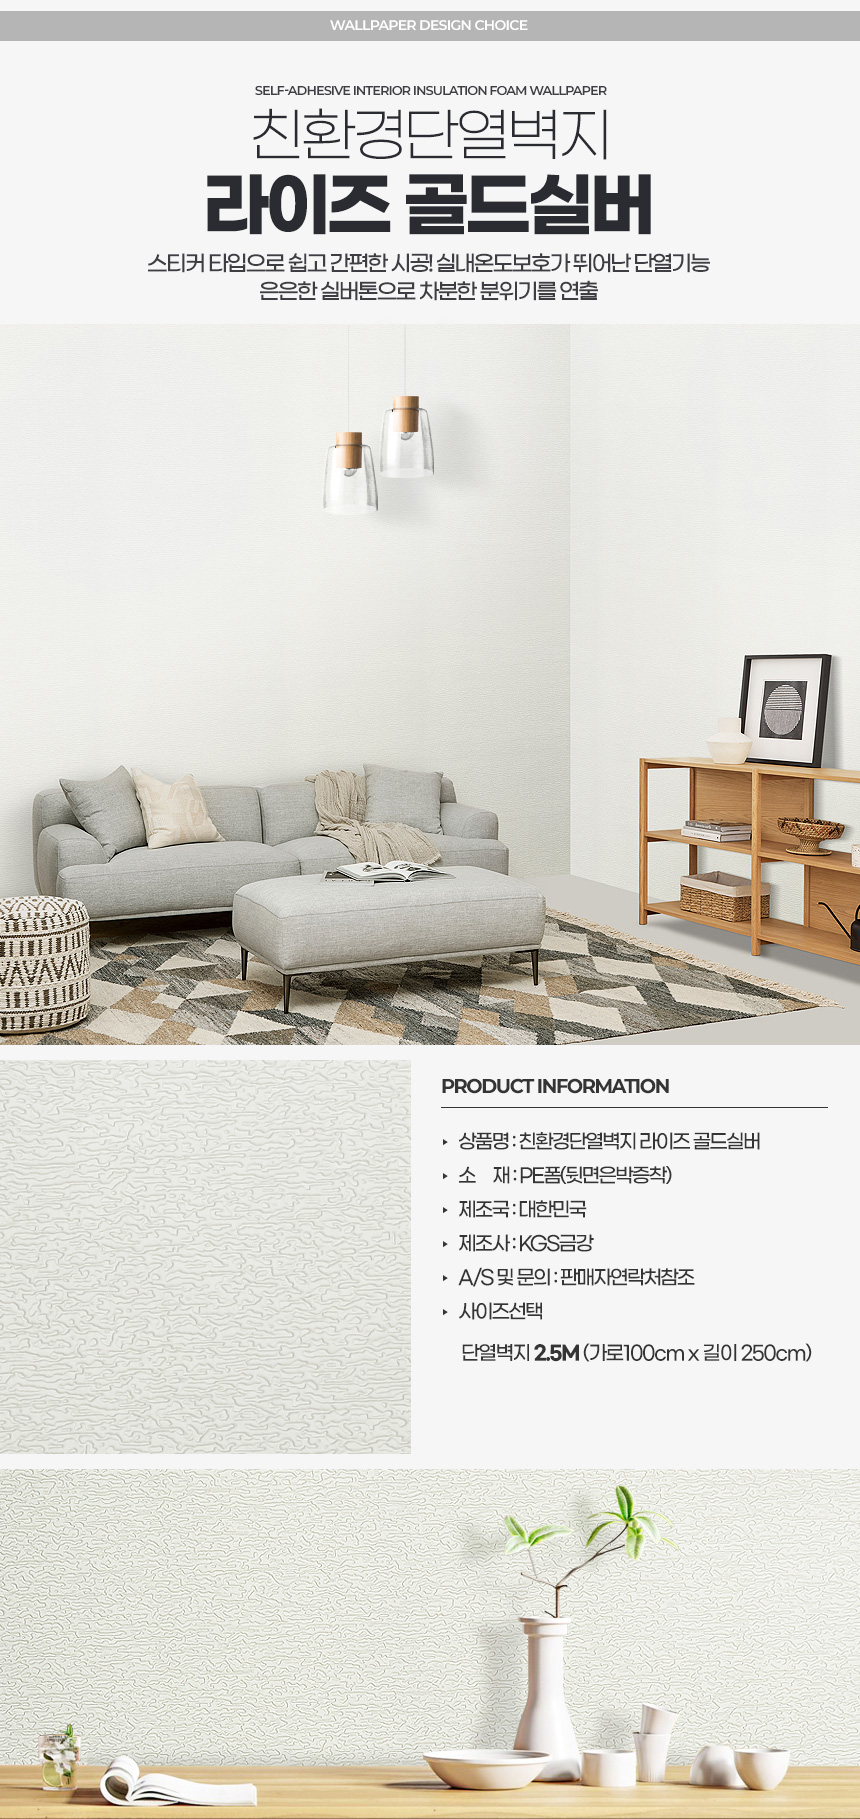 WALLPAPER DESIGN CHOICE
SELF-ADHESIVE INTERIOR INSULATION FOAM WALLPAPER
친환경단열벽지
라이즈 골드실버
스티커 타입으로 쉽고 간편한 시공! 실내온도보호가 뛰어난 단열기능
은은한 실버톤으로 차분한 분위기를 연출
PRODUCT INFORMATION
상품명 : 친환경단열벽지 라이즈 골드실버
소 재 : PE폼(뒷면은박증착)
제조국 : 대한민국
제조사 : KGS금강
A/S 및 문의 : 판매자연락처참조
사이즈선택
단열벽지 2.5M (가로100cm x 길이 250cm)